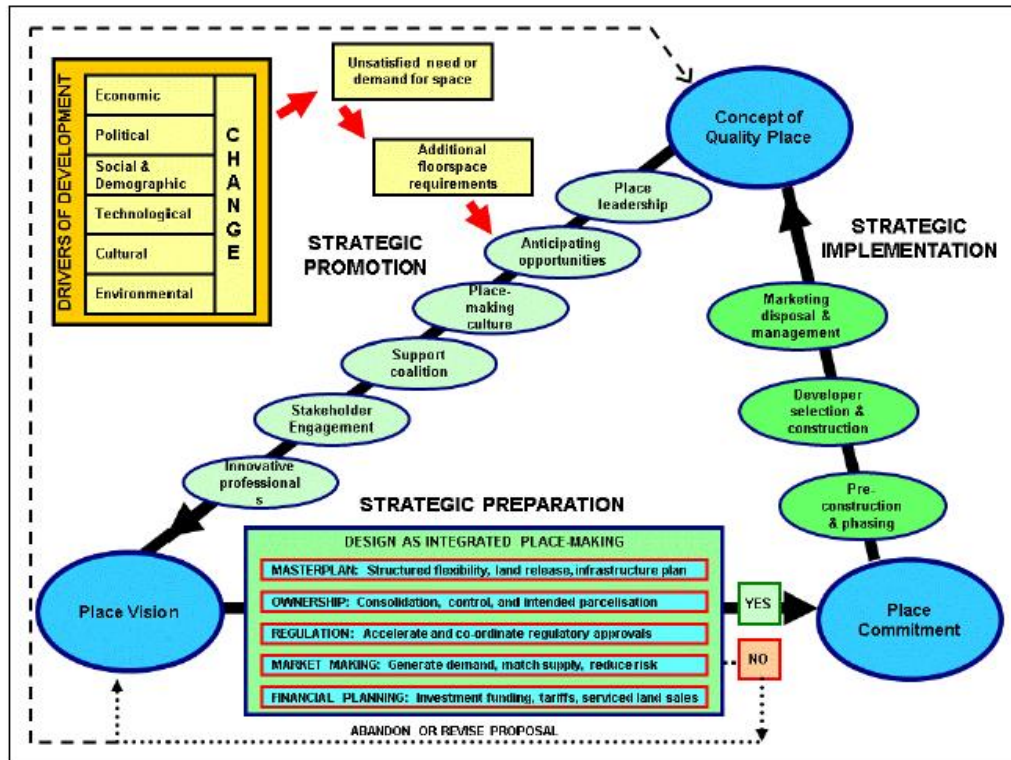 DRIVERS OF DEVELOPMENT
Economic
Political
Social &
Demographic
Technological
Cultural
Environmental
CHANGE
Unsatisfied need or
demand for space
Additional
floorspace
requirements
Concept of
Quality Place
Place
leadership
Anticipating
opportunities
Place-
making
culture
Support
coalition
Stakeholder
Engagement
Innovative
professional
s
STRATEGIC
PROMOTION
STRATEGIC
IMPLEMENTATION
Marketing
disposal &
management
Developer
selection &
construction
Pre-
construction
& phasing
STRATEGIC PREPARATION
DESIGN AS INTEGRATED PLACE-MAKING
MASTERPLAN: Structured flexibility, land release, infrastructure plan
OWNERSHIP: Consolidation, control, and intended parcelisation
REGULATION: Accelerate and co-ordinate regulatory approvals
MARKET MAKING: Generate demand, match supply, reduce risk
FINANCIAL PLANNING: Investment funding, tariffs, serviced land sales
Place Vision
YES
NO
Place
Commitment
ABANDON OR REVISE PROPOSAL